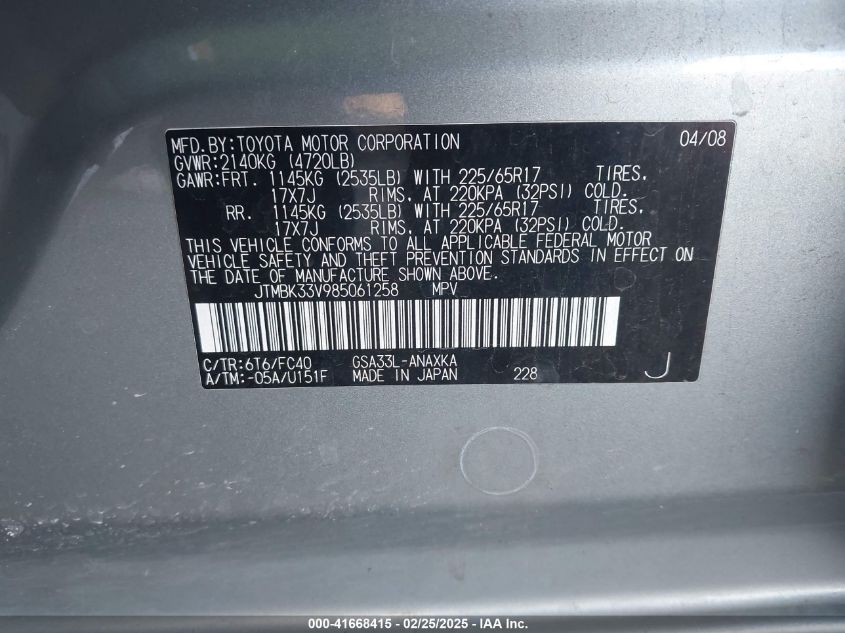 MFD.BY:TOYOTA MOTOR CORPORATION 04/08
GVWR:2140KG (4720LB)
GAWR:FRT. 1145KG (2535LB) WITH 225/65R17 TIRES,
17X7J RIMS, AT 220KPA (32PSI) COLD.
RR. 1145KG (2535LB) WITH 225/65R17 TIRES,
17X7J RIMS, AT 220KPA (32PSI) COLD.
THIS VEHICLE CONFORMS TO ALL APPLICABLE FEDERAL MOTOR
VEHICLE SAFETY AND THEFT PREVENTION STANDARDS IN EFFECT ON
THE DATE OF MANUFACTURE SHOWN ABOVE.
JTMBK33V985061258 MPV
C/TR:6T6/FC40 GSA33L-ANAXKA
A/TM:-05A/U151F MADE IN JAPAN 228 J
000-41668415 - 02/25/2025 - IAA Inc.